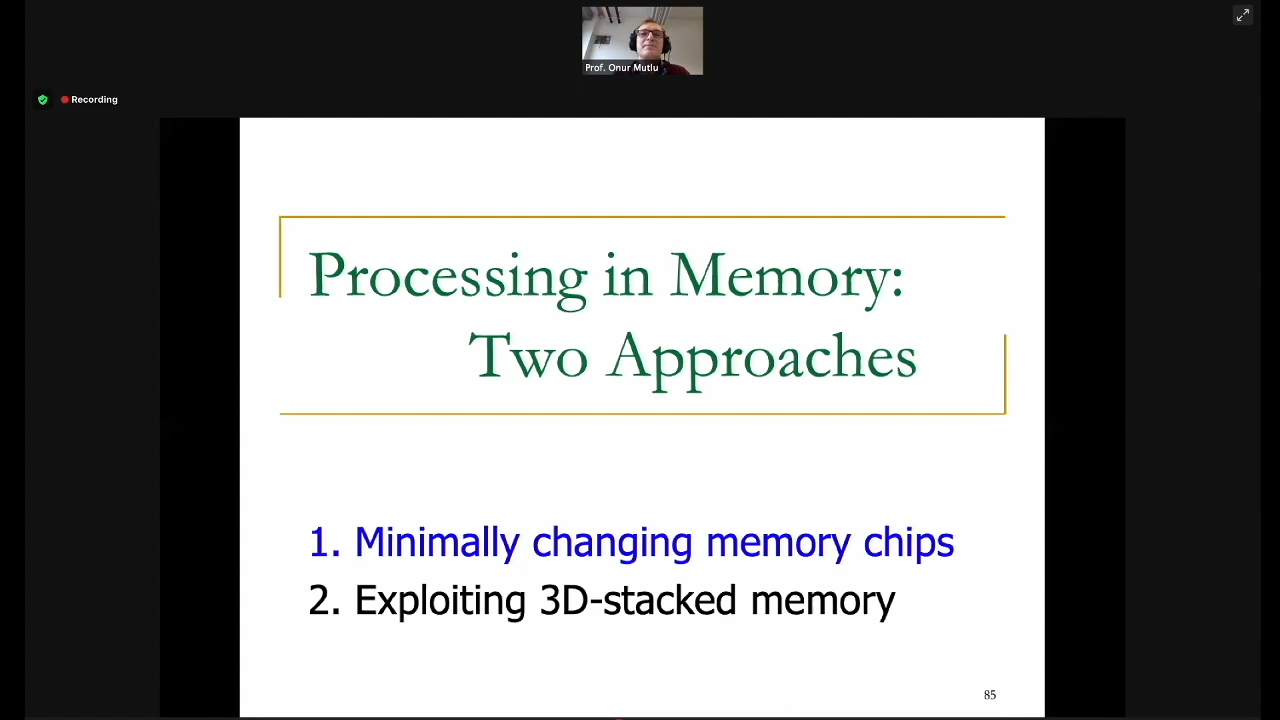 Prof. Onur Mutlu
Recording
Processing in Memory:
Two Approaches
1. Minimally changing memory chips
2. Exploiting 3D-stacked memory
85